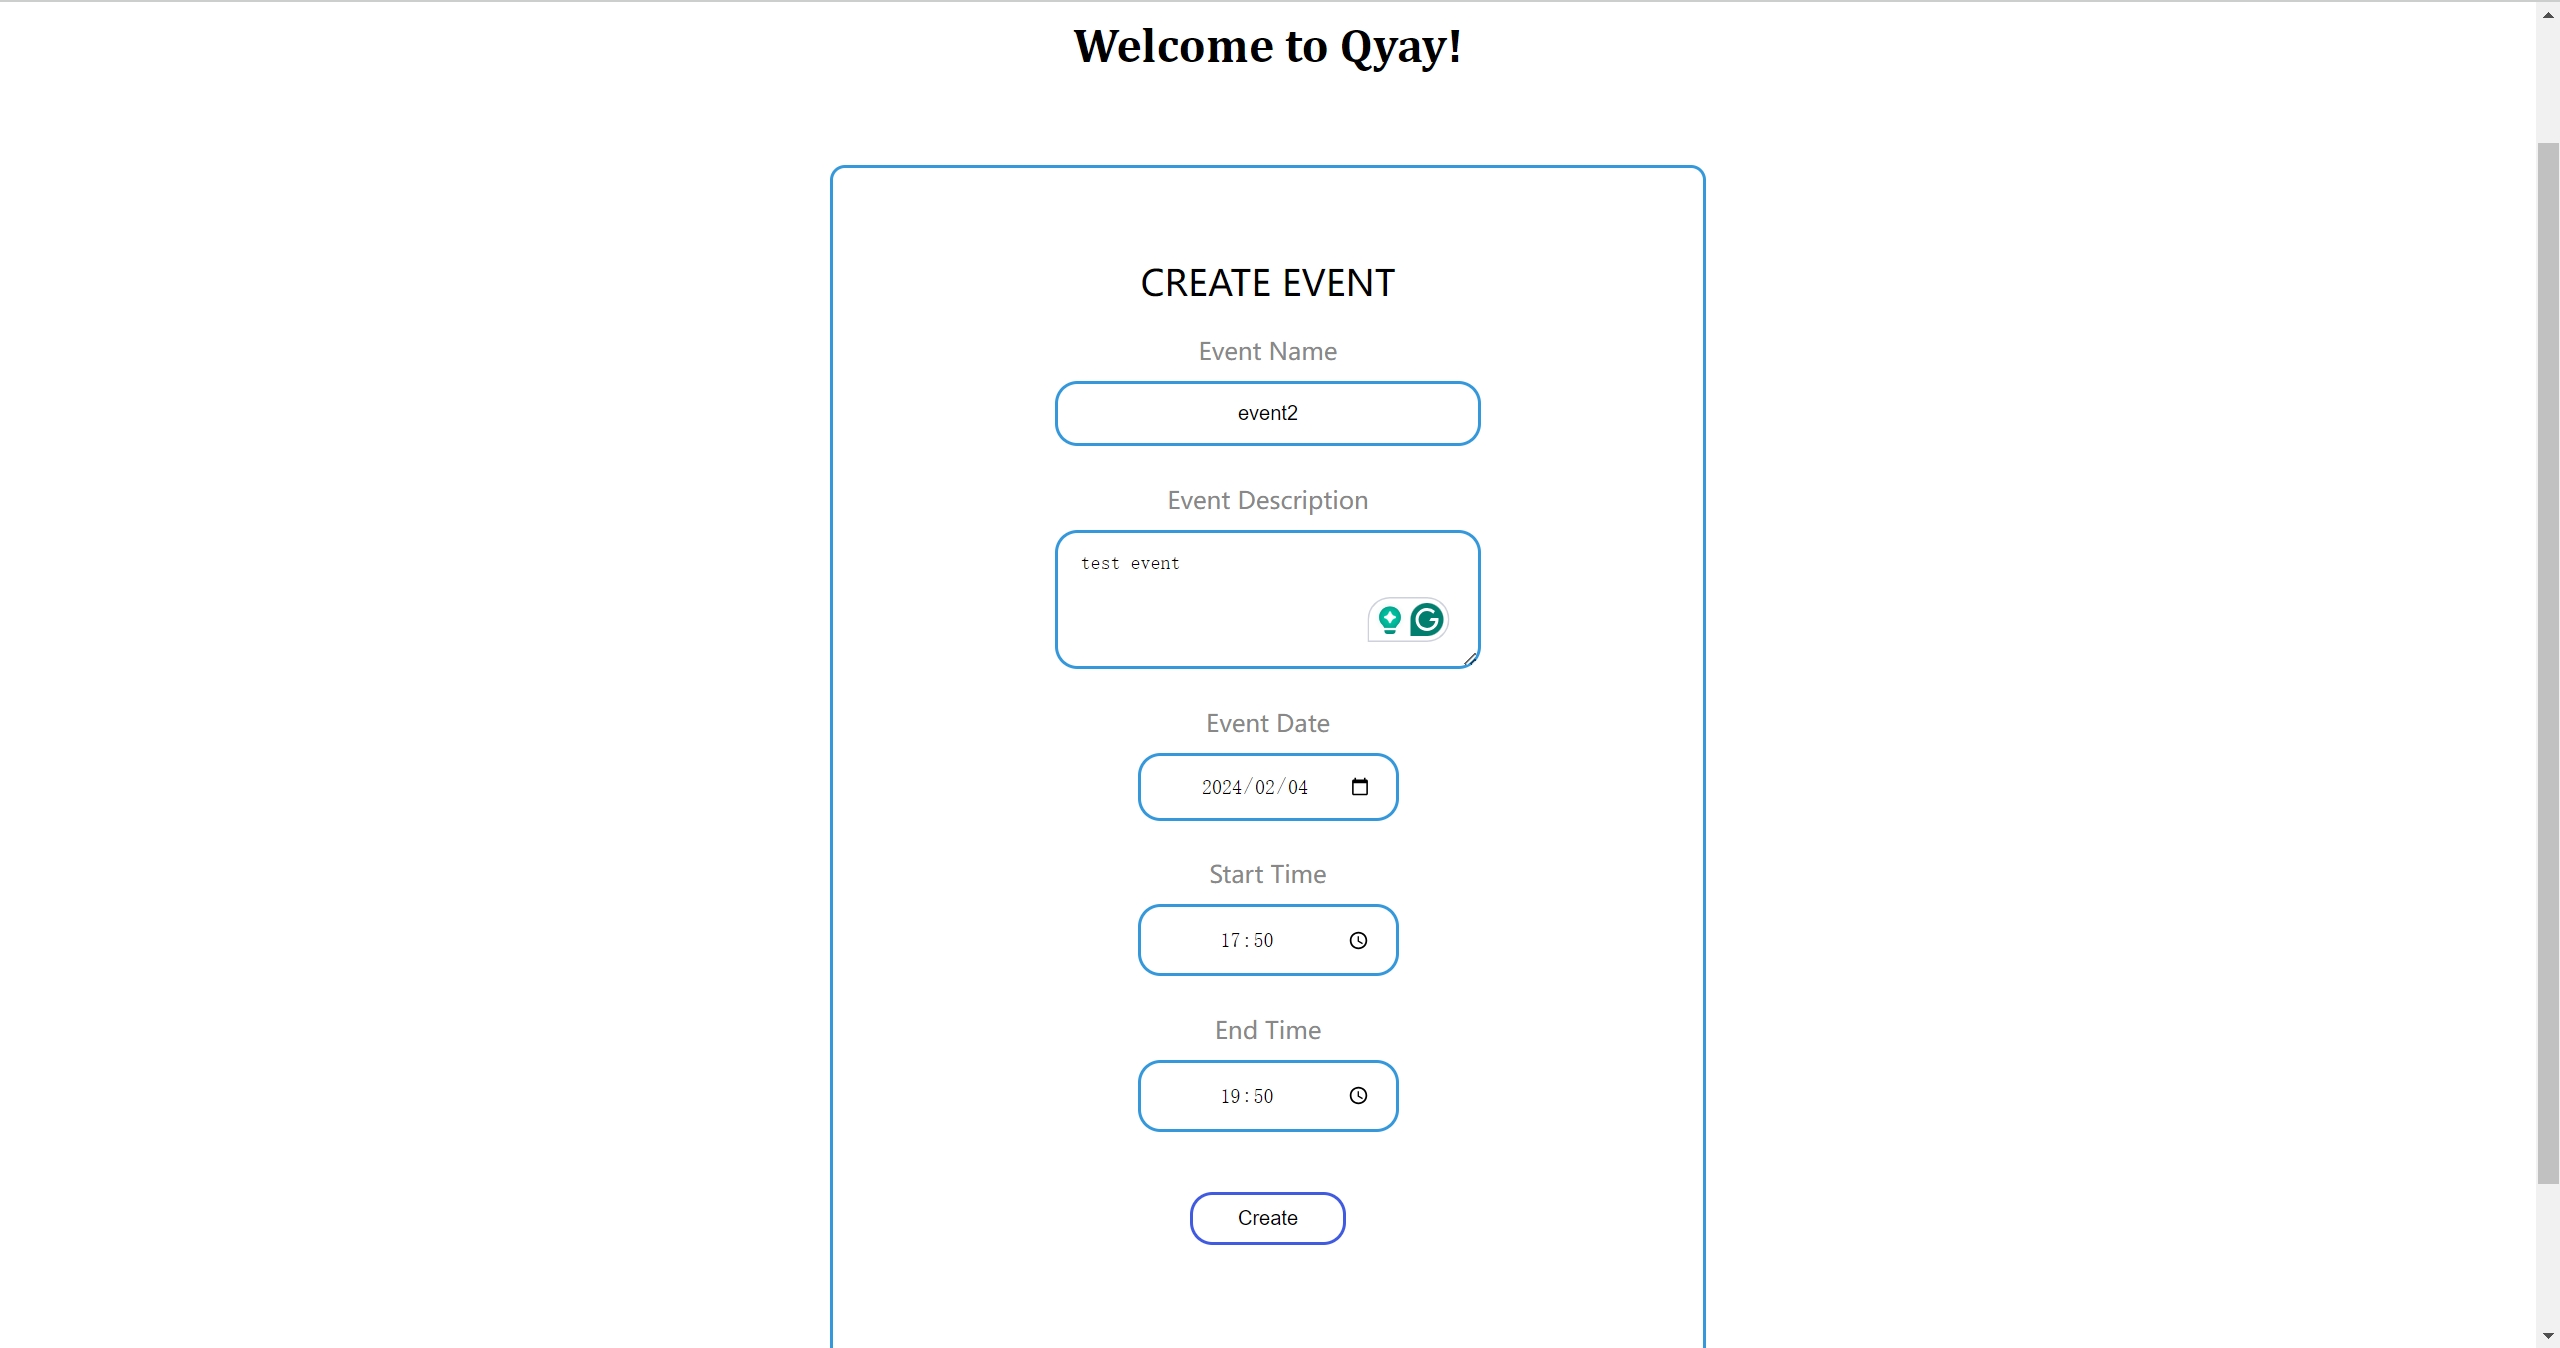 Welcome to Qyay!
CREATE EVENT
Event Name
event2
Event Description
test event
Event Date
2024/02/04
Start Time
17:50
End Time
19:50
Create